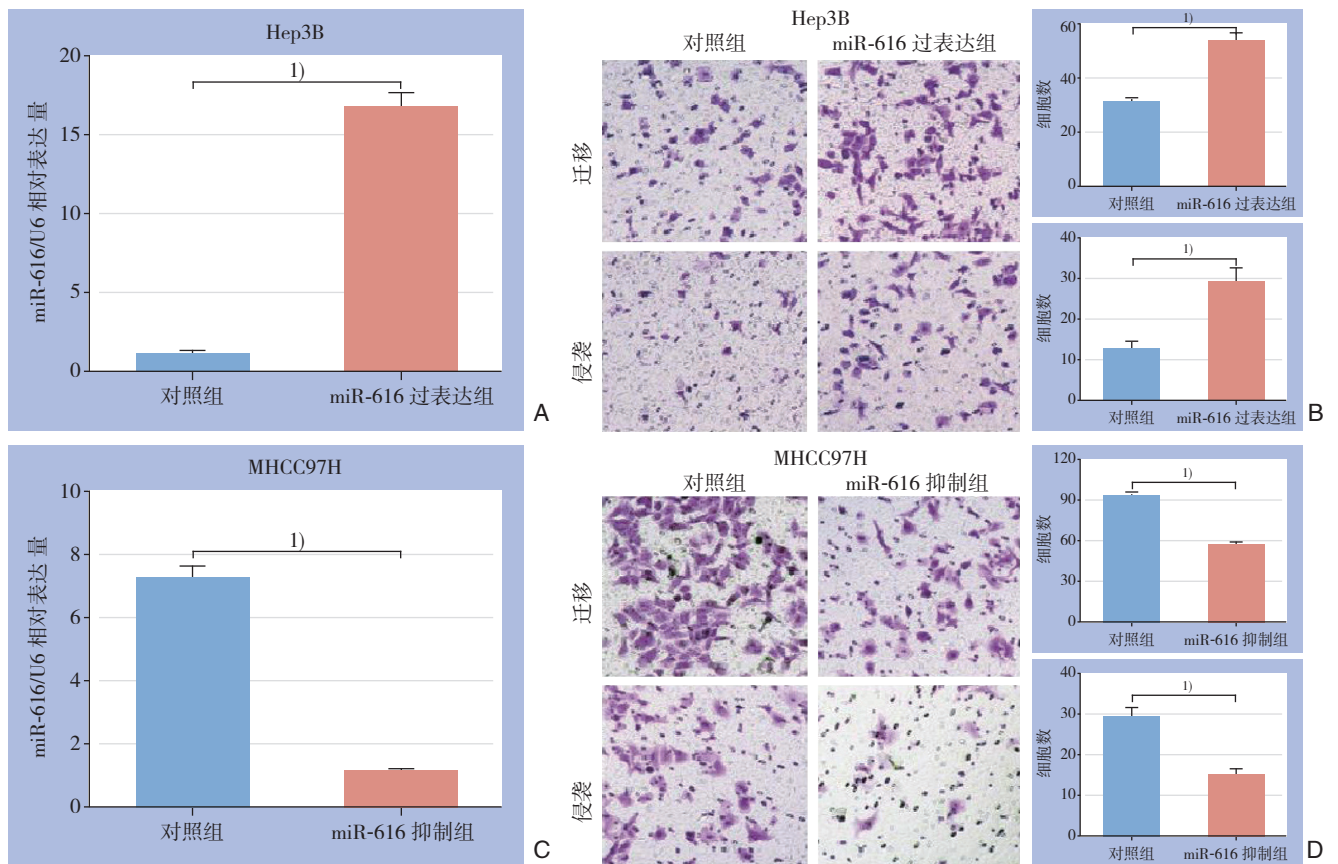 Hep3B
miR-616/U6 相对表达 量
20
15
10
5
0
1)
对照组
miR-616 过表达组
A
Hep3B
对照组
miR-616 过表达组
迁移
侵袭
细胞数
60
40
20
0
1)
对照组
miR-616 过表达组
细胞数
40
30
20
10
0
1)
对照组
miR-616 过表达组
B
MHCC97H
miR-616/U6 相对表达 量
10
8
6
4
2
0
1)
对照组
miR-616 抑制组
C
MHCC97H
对照组
miR-616 抑制组
迁移
侵袭
细胞数
120
90
60
30
0
1)
对照组
miR-616 抑制组
细胞数
40
30
20
10
0
1)
对照组
miR-616 抑制组
D